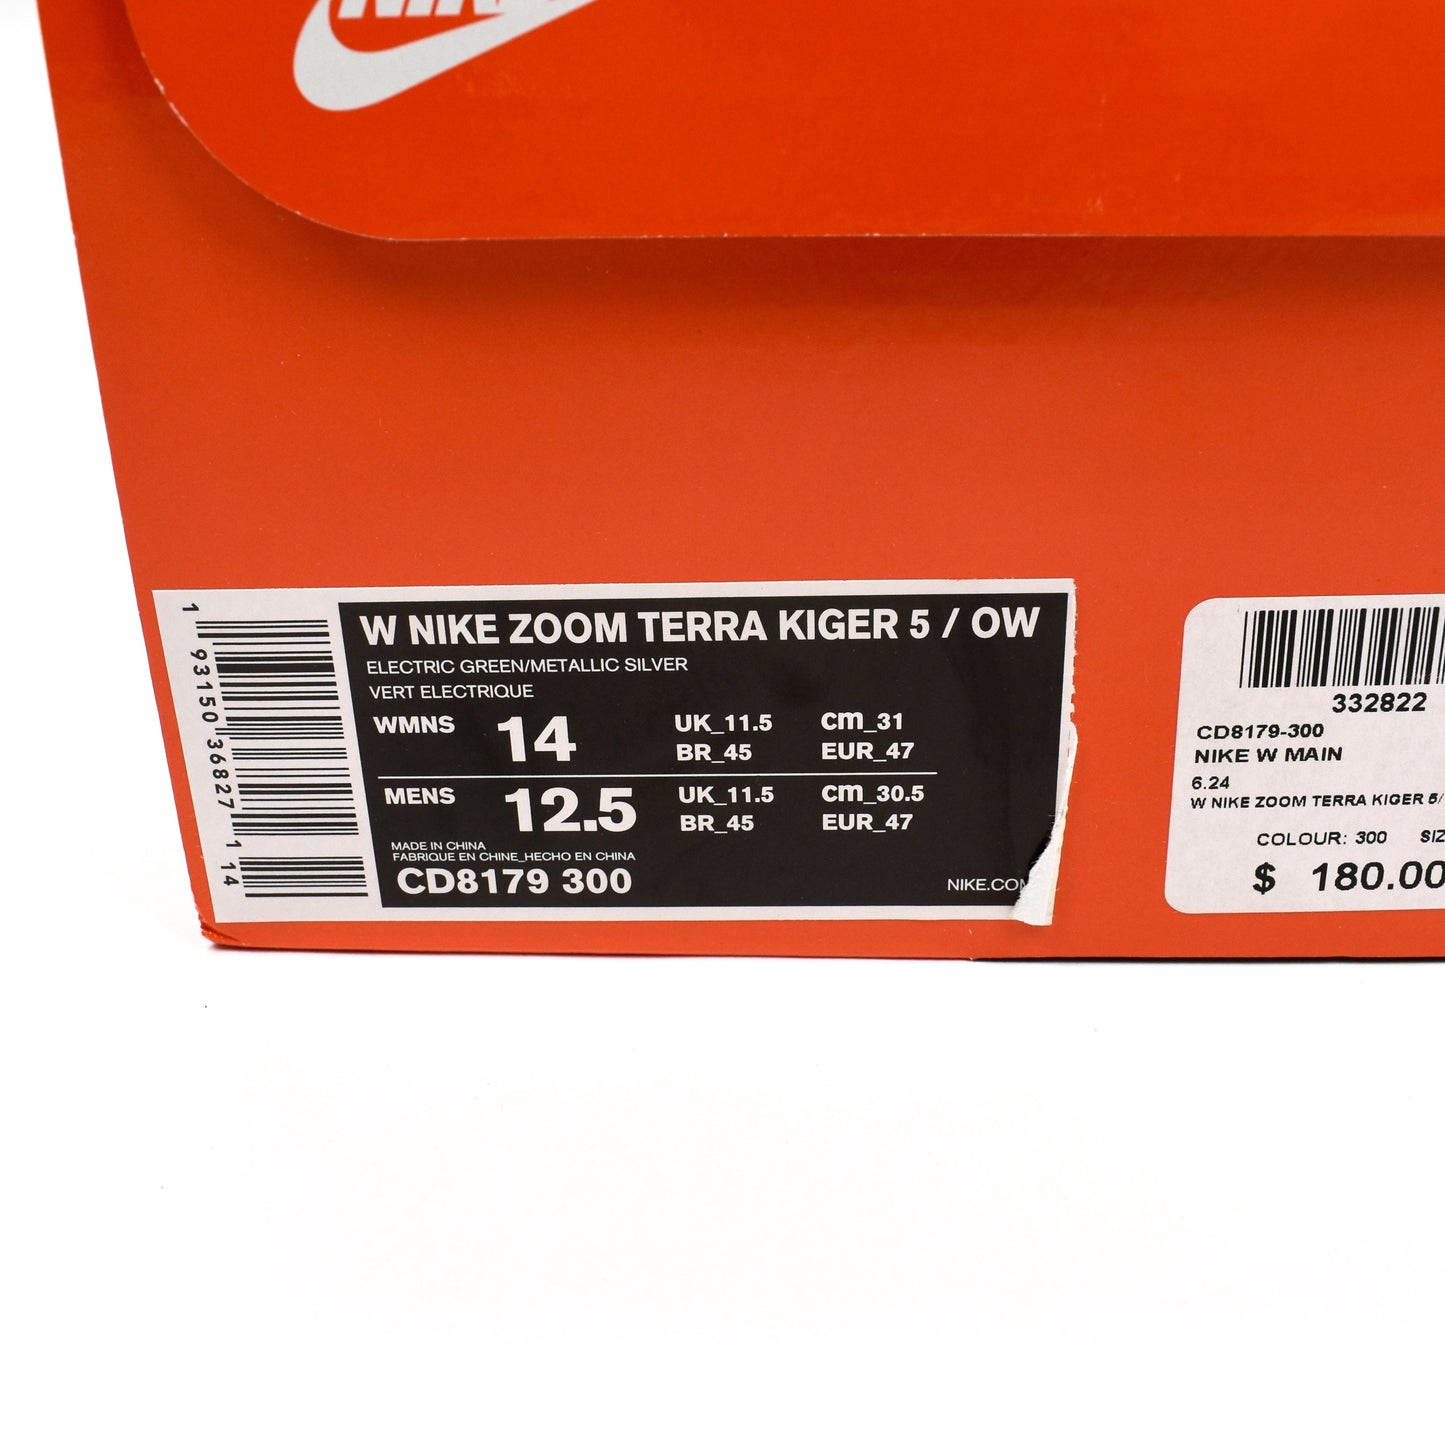 NIKE
W NIKE ZOOM TERRA KIGER 5 / OW
ELECTRIC GREEN/METALLIC SILVER
VERT ELECTRIQUE
WMNS 14 UK_11.5 cm_31
BR_45 EUR_47
MENS 12.5 UK_11.5 cm_30.5
BR_45 EUR_47
MADE IN CHINA
FABRIQUE EN CHINE_HECHO EN CHINA
CD8179 300
NIKE.COM
1 93150 36827 1 14
332822
CD8179-300
NIKE W MAIN
6.24
W NIKE ZOOM TERRA KIGER 5/
COLOUR: 300 SIZ
$ 180.00